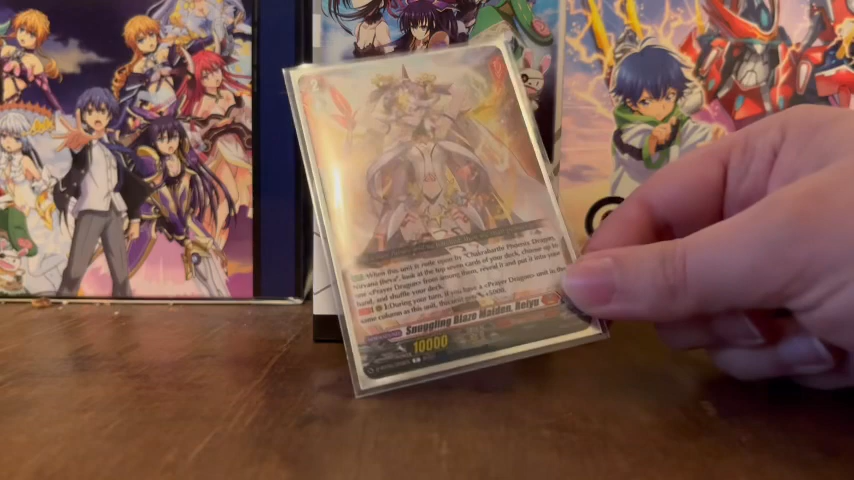 When this unit is rode upon by "Chakrabarthi Phoenix Dragon,
Nirvana Jheva", look at the top seven cards of your deck, choose up to
one «Prayer Dragon» from among them, reveal it and put it into your
hand, and shuffle your deck.
:During your turn, if you have a «Prayer Dragon» unit in the
same column as this unit, this unit gets +5000.
Snuggling Blaze Maiden, Reiyu
10000